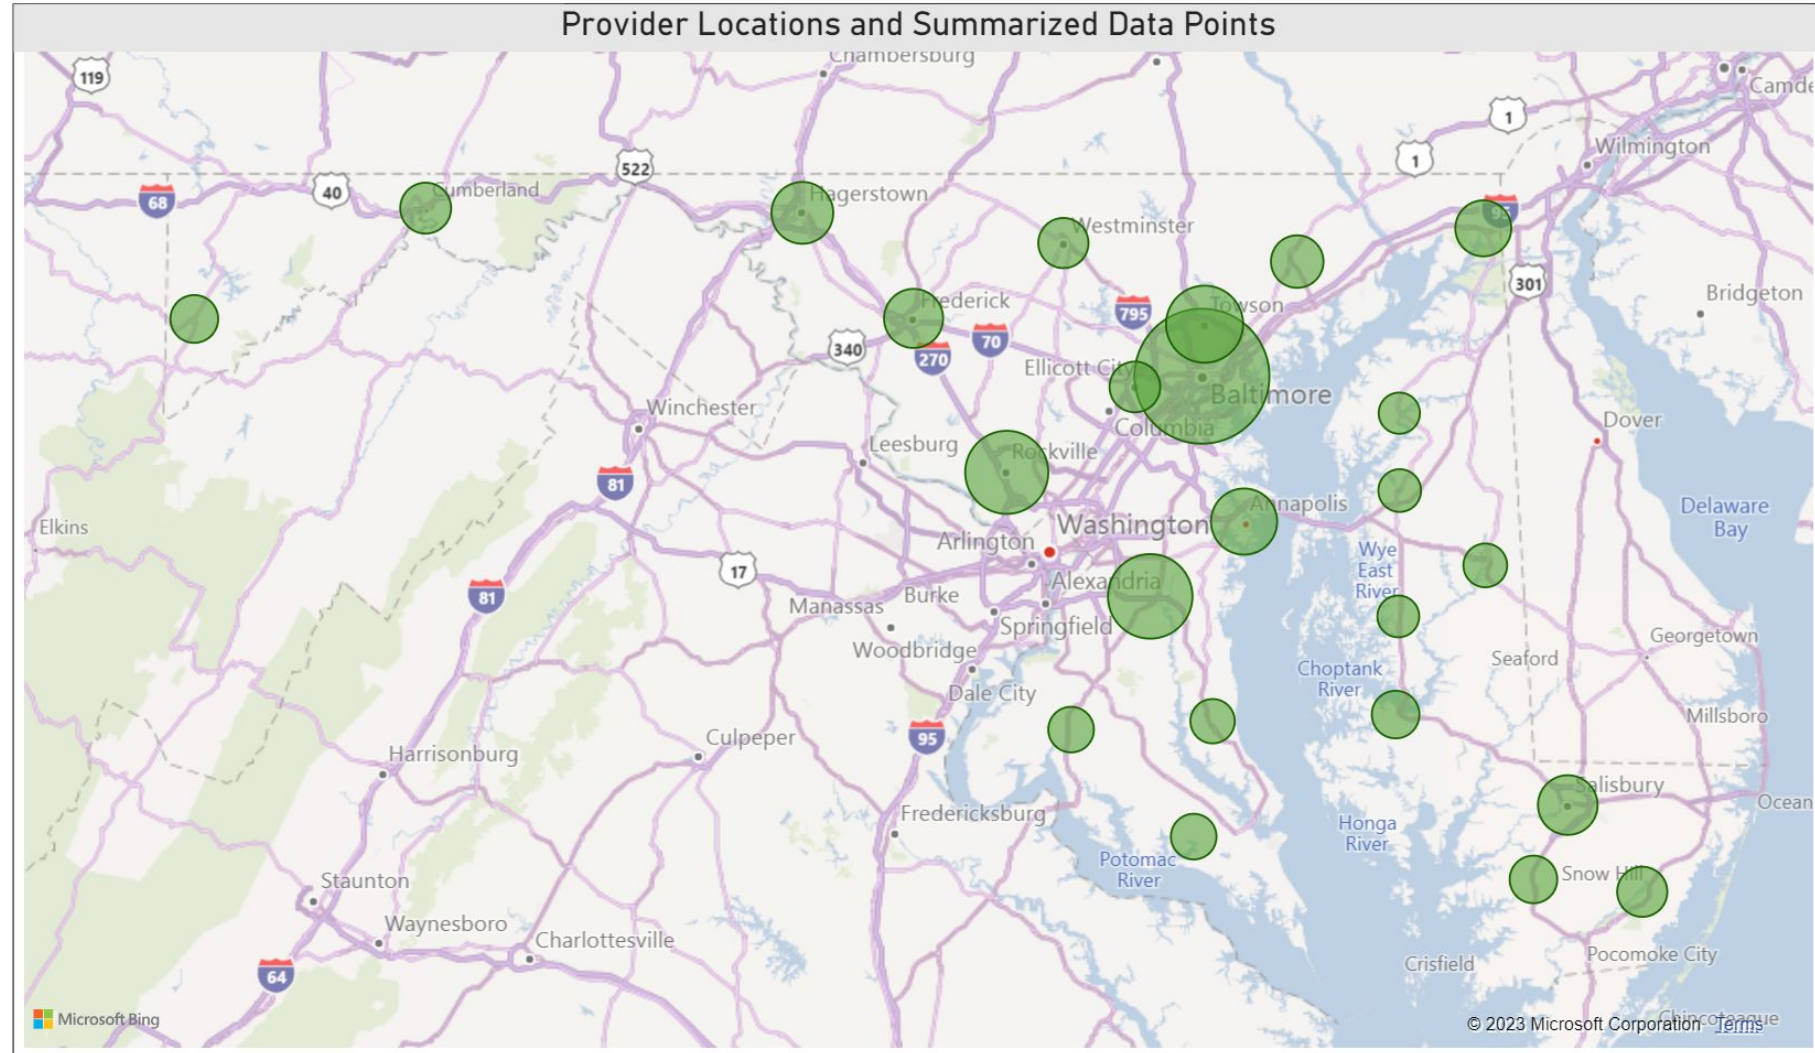 Provider Locations and Summarized Data Points
Chambersburg
119
Camde
1
1
Wilmington
522
40
68
Cumberland
Hagerstown
95
Westminster
301
Bridgeton
Frederick
795
Towson
340
270
70
Ellicott City
Baltimore
Winchester
Columbia
Dover
Leesburg
Rockville
81
Annapolis
Delaware
Bay
Elkins
Washington
Arlington
Wye
East
River
17
Alexandria
81
Manassas
Burke
Springfield
Woodbridge
Georgetown
Seaford
Choptank
River
Dale City
Millsboro
95
Culpeper
Harrisonburg
Salisbury
Ocean
Fredericksburg
Honga
River
Potomac
River
Snow Hill
Staunton
Waynesboro
Charlottesville
Pocomoke City
Crisfield
64
Microsoft Bing
Chincoteague
© 2023 Microsoft Corporation Terms